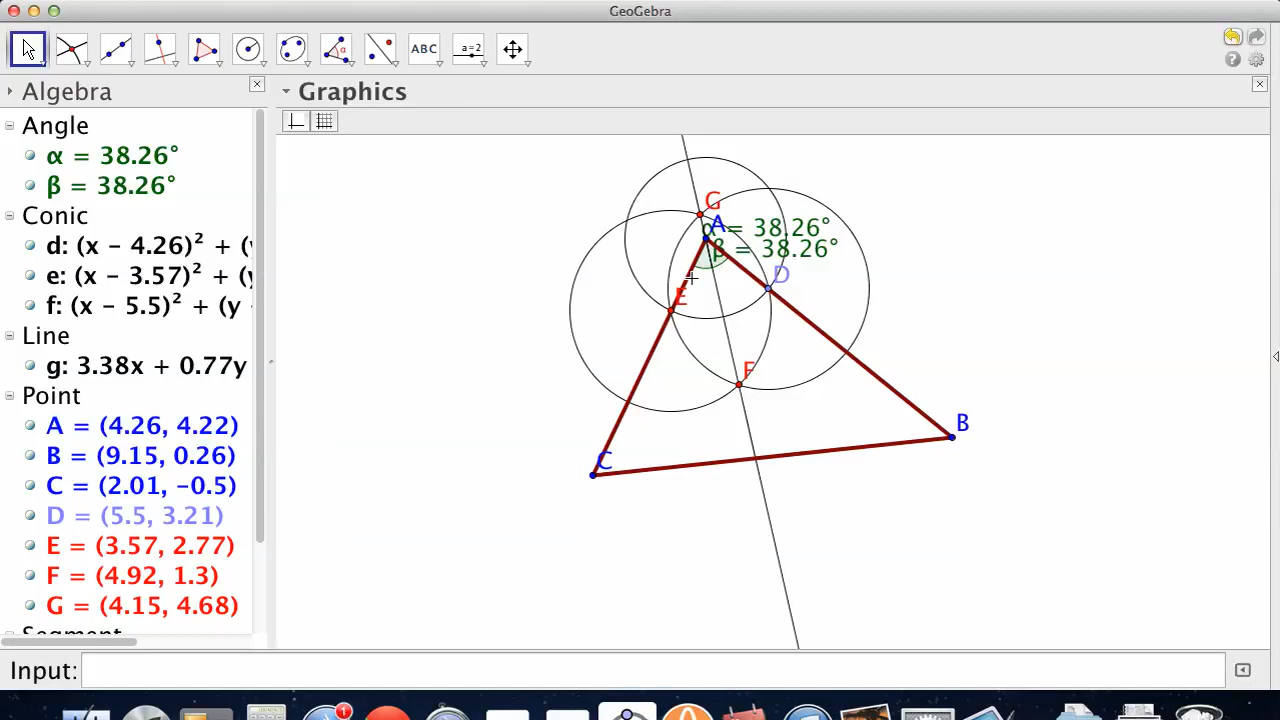 GeoGebra
ABC
a=2
Algebra
Graphics
Angle
α = 38.26°
β = 38.26°
Conic
d: (x – 4.26)² + (y
e: (x – 3.57)² + (y
f: (x – 5.5)² + (y –
Line
g: 3.38x + 0.77y
Point
A = (4.26, 4.22)
B = (9.15, 0.26)
C = (2.01, –0.5)
D = (5.5, 3.21)
E = (3.57, 2.77)
F = (4.92, 1.3)
G = (4.15, 4.68)
Segment
G
A
α = 38.26°
β = 38.26°
D
E
F
B
C
Input:
1